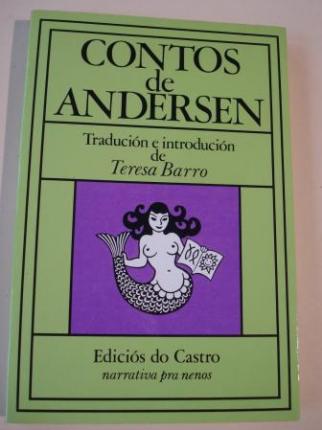 CONTOS
de
ANDERSEN
Tradución e introdución
de
Teresa Barro
Ediciós do Castro
narrativa pra nenos